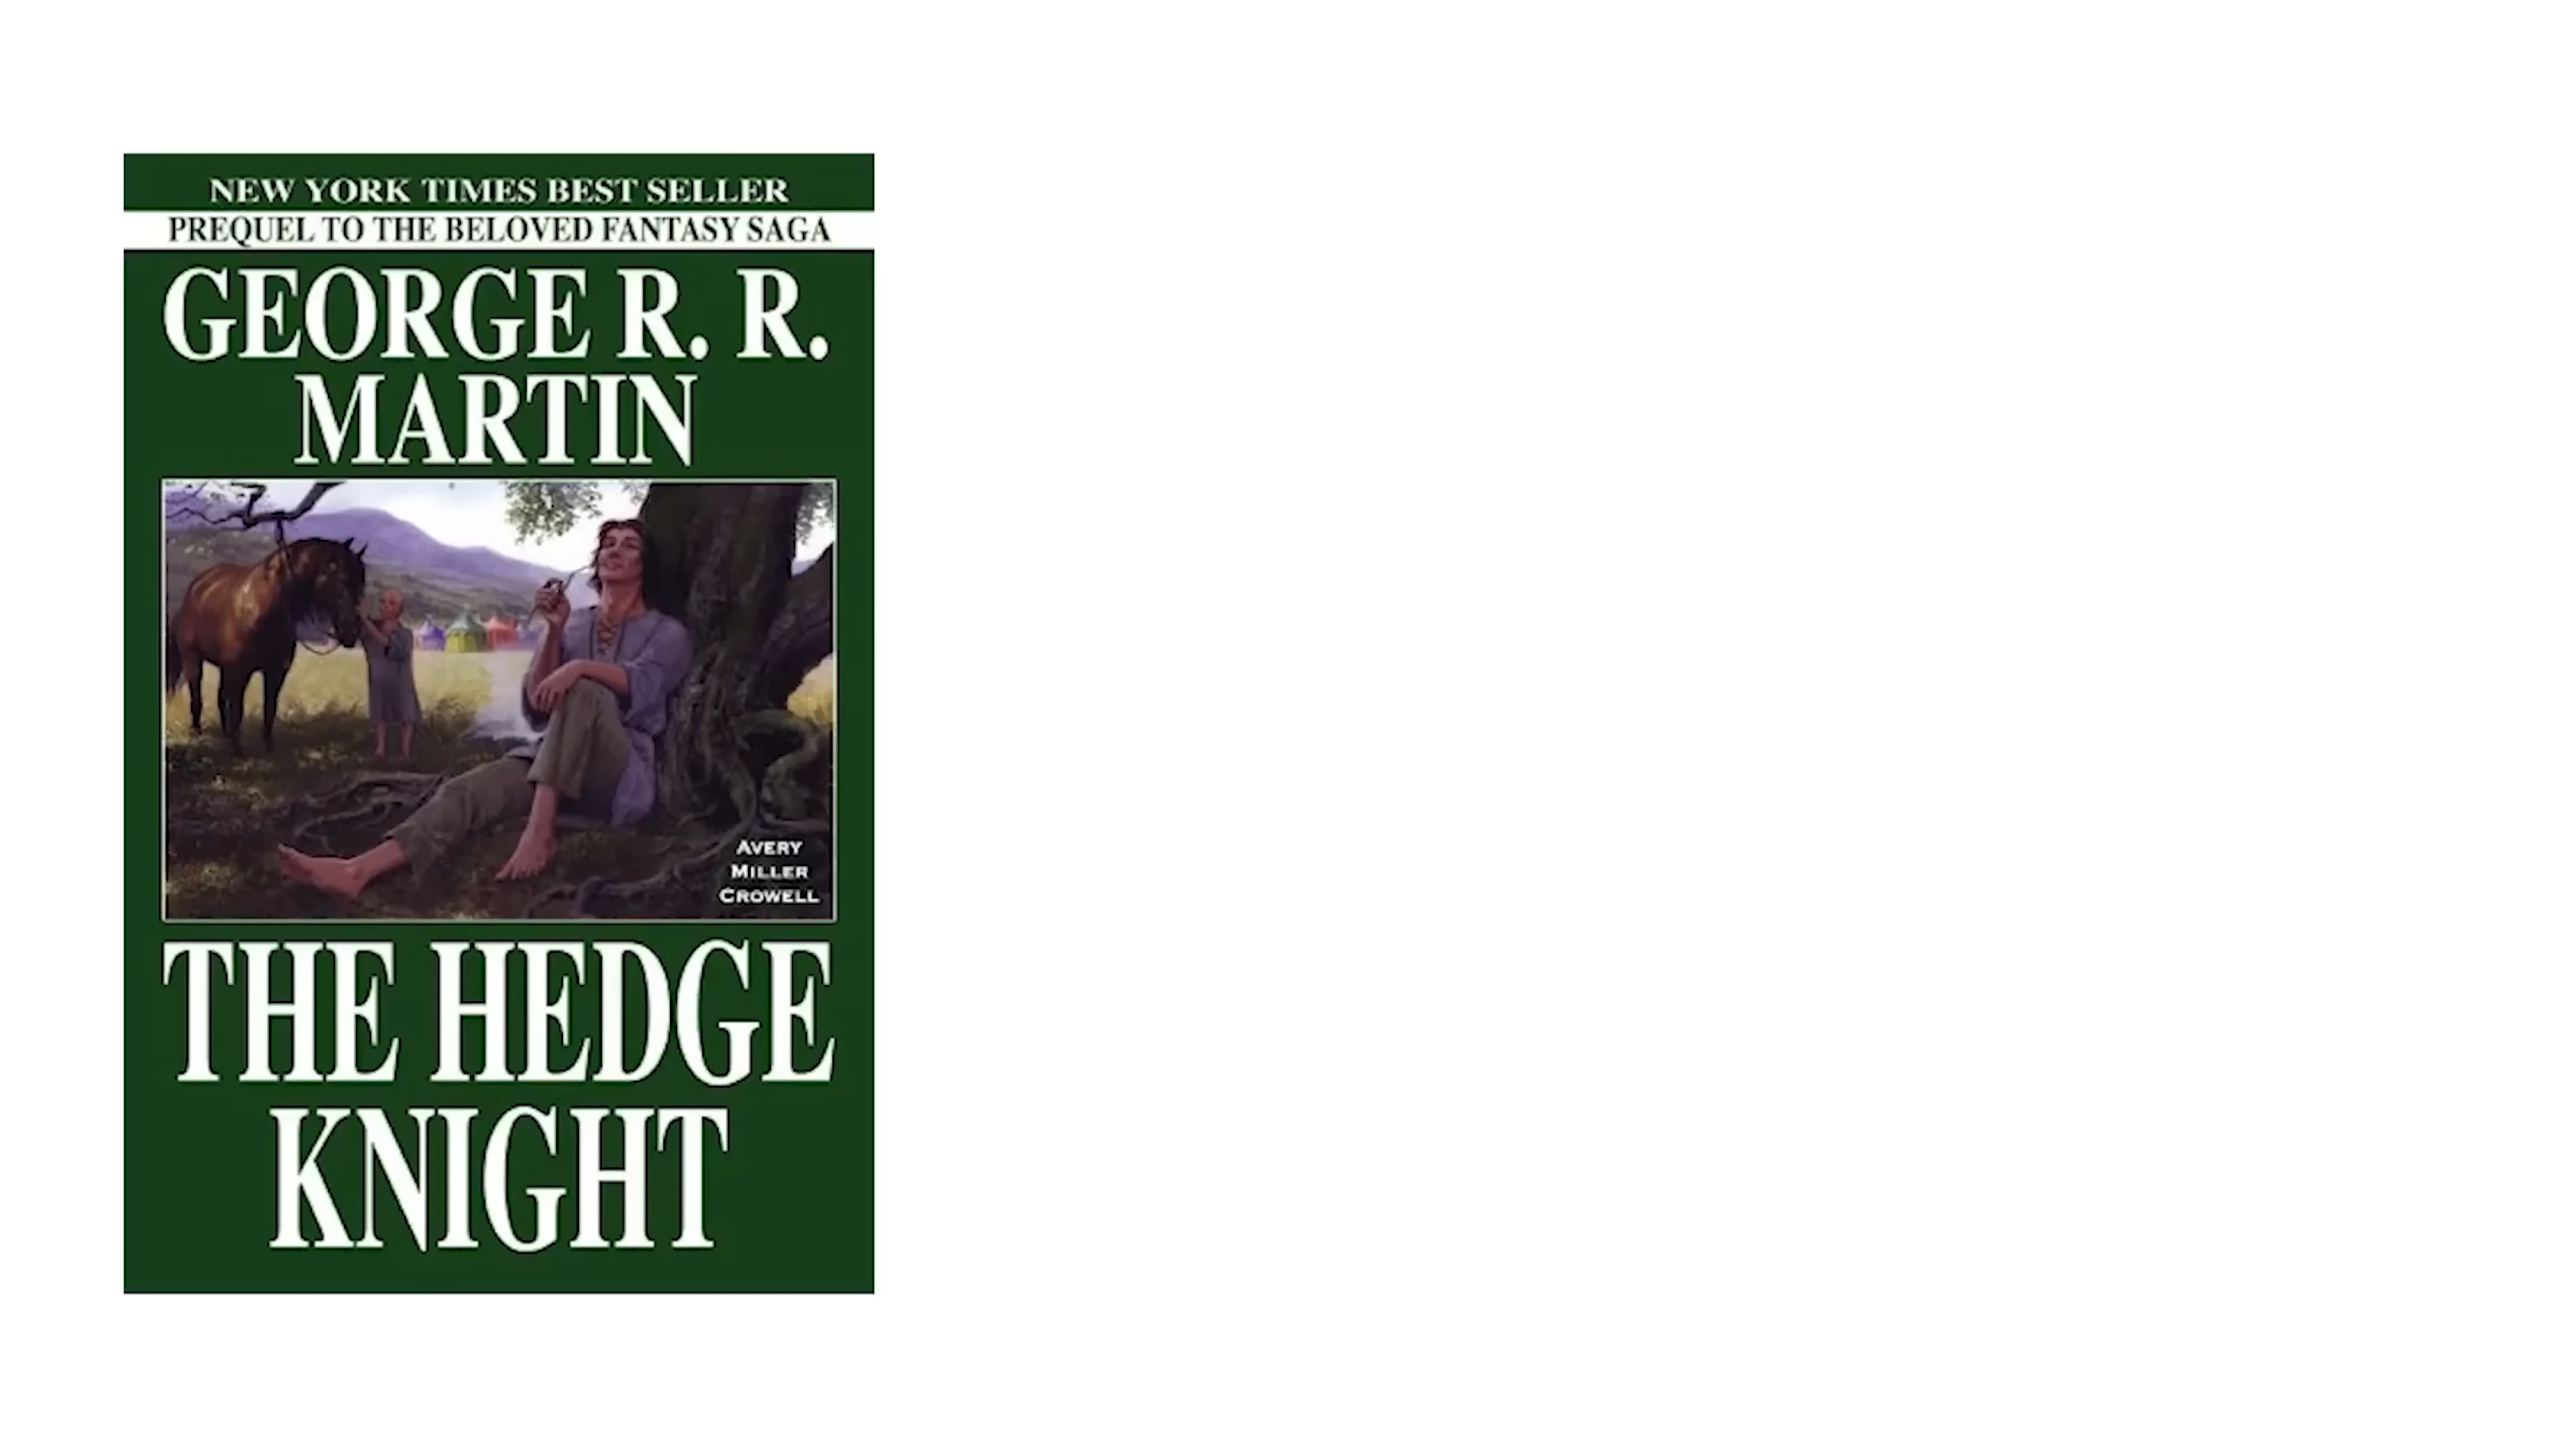 NEW YORK TIMES BEST SELLER
PREQUEL TO THE BELOVED FANTASY SAGA
GEORGE R. R.
MARTIN
AVERY
MILLER
CROWELL
THE HEDGE
KNIGHT